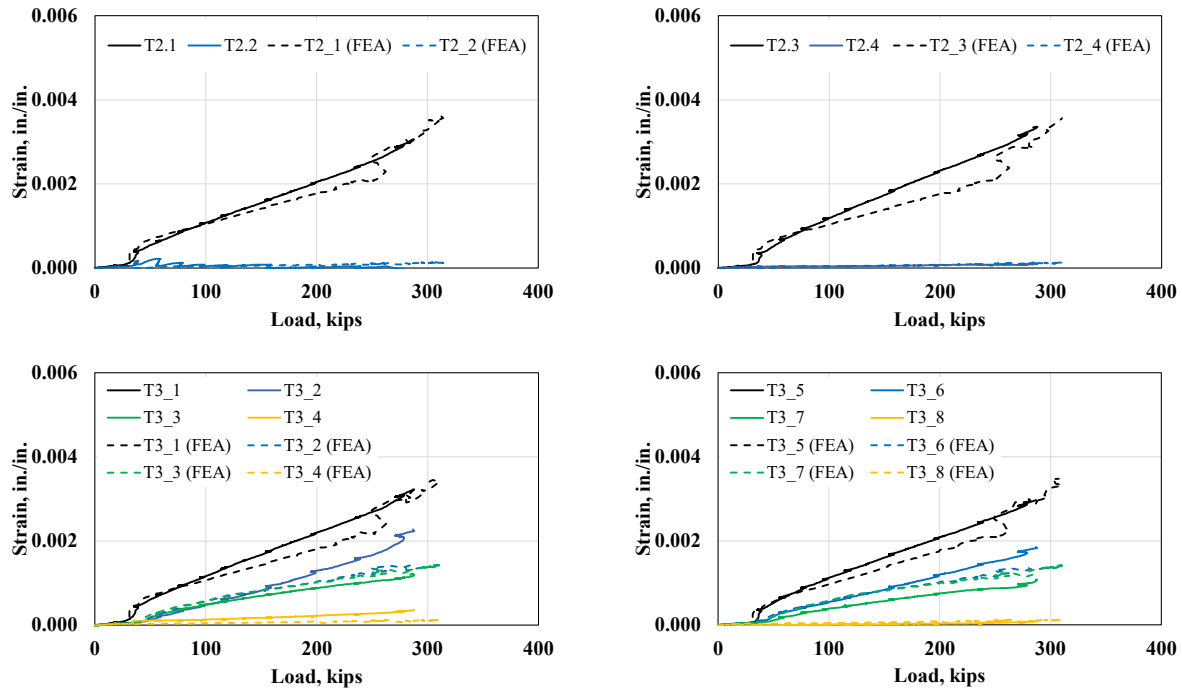 0.006
T2.1 T2.2 T2_1 (FEA) T2_2 (FEA)
0.004
0.002
0.000
Strain, in./in.
0 100 200 300 400
Load, kips
0.006
T2.3 T2.4 T2_3 (FEA) T2_4 (FEA)
0.004
0.002
0.000
Strain, in./in.
0 100 200 300 400
Load, kips
0.006
T3_1 T3_2
T3_3 T3_4
T3_1 (FEA) T3_2 (FEA)
T3_3 (FEA) T3_4 (FEA)
0.004
0.002
0.000
Strain, in./in.
0 100 200 300 400
Load, kips
0.006
T3_5 T3_6
T3_7 T3_8
T3_5 (FEA) T3_6 (FEA)
T3_7 (FEA) T3_8 (FEA)
0.004
0.002
0.000
Strain, in./in.
0 100 200 300 400
Load, kips